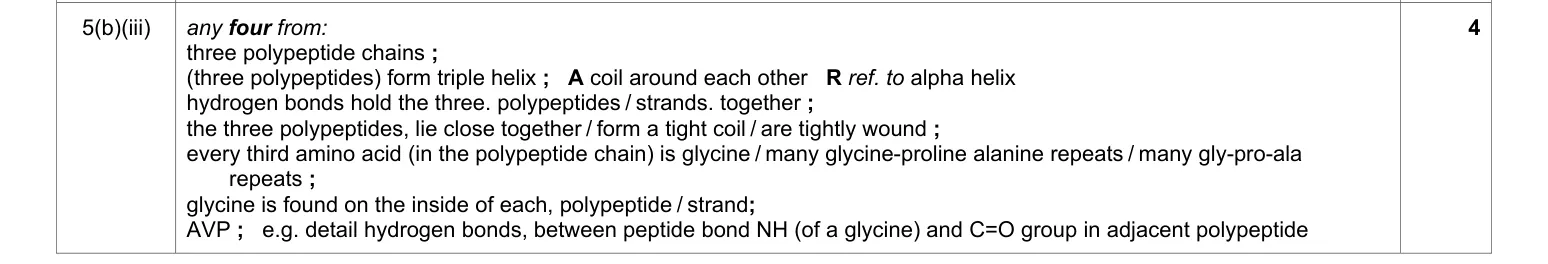 5(b)(iii) any four from: 4
three polypeptide chains ;
(three polypeptides) form triple helix ; A coil around each other R ref. to alpha helix
hydrogen bonds hold the three. polypeptides / strands. together ;
the three polypeptides, lie close together / form a tight coil / are tightly wound ;
every third amino acid (in the polypeptide chain) is glycine / many glycine-proline alanine repeats / many gly-pro-ala
repeats ;
glycine is found on the inside of each, polypeptide / strand;
AVP ; e.g. detail hydrogen bonds, between peptide bond NH (of a glycine) and C=O group in adjacent polypeptide